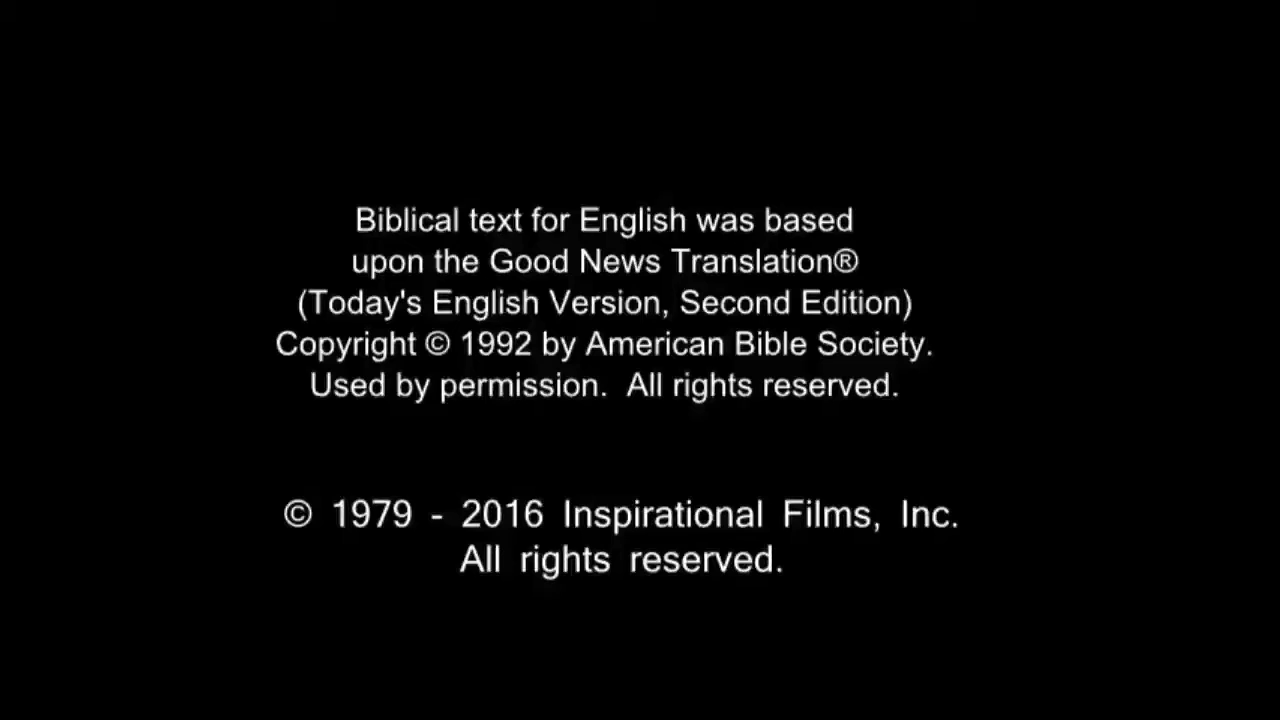 Biblical text for English was based
upon the Good News Translation®
(Today's English Version, Second Edition)
Copyright © 1992 by American Bible Society.
Used by permission. All rights reserved.
© 1979 - 2016 Inspirational Films, Inc.
All rights reserved.